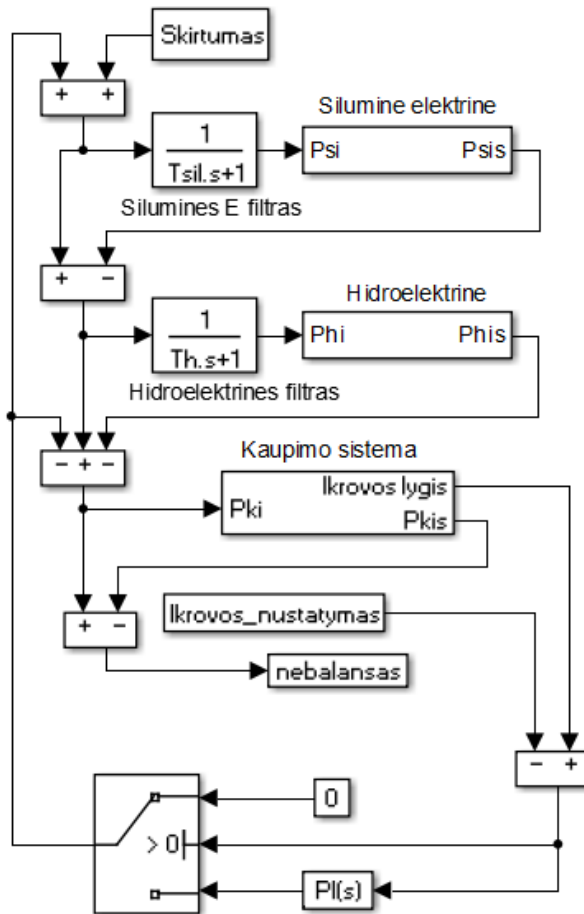 Skirtumas
+ +
Silumine elektrine
1
Tsil.s+1
Psi Psis
Silumines E filtras
+ −
Hidroelektrine
1
Th.s+1
Phi Phis
Hidroelektrines filtras
− + −
Kaupimo sistema
Ikrovos lygis
Pki
Pkis
Ikrovos_nustatymas
+ −
nebalansas
− +
0
> 0
PI(s)